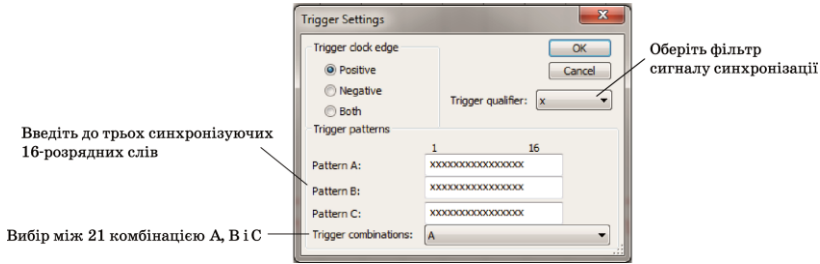 Trigger Settings
Trigger clock edge
Positive
Negative
Both
OK
Cancel
Trigger qualifier: x
Оберіть фільтр
сигналу синхронізації
Введіть до трьох синхронізуючих
16-розрядних слів
Trigger patterns
1 16
Pattern A: xxxxxxxxxxxxxxxx
Pattern B: xxxxxxxxxxxxxxxx
Pattern C: xxxxxxxxxxxxxxxx
Вибір між 21 комбінацією А, В і С
Trigger combinations: A